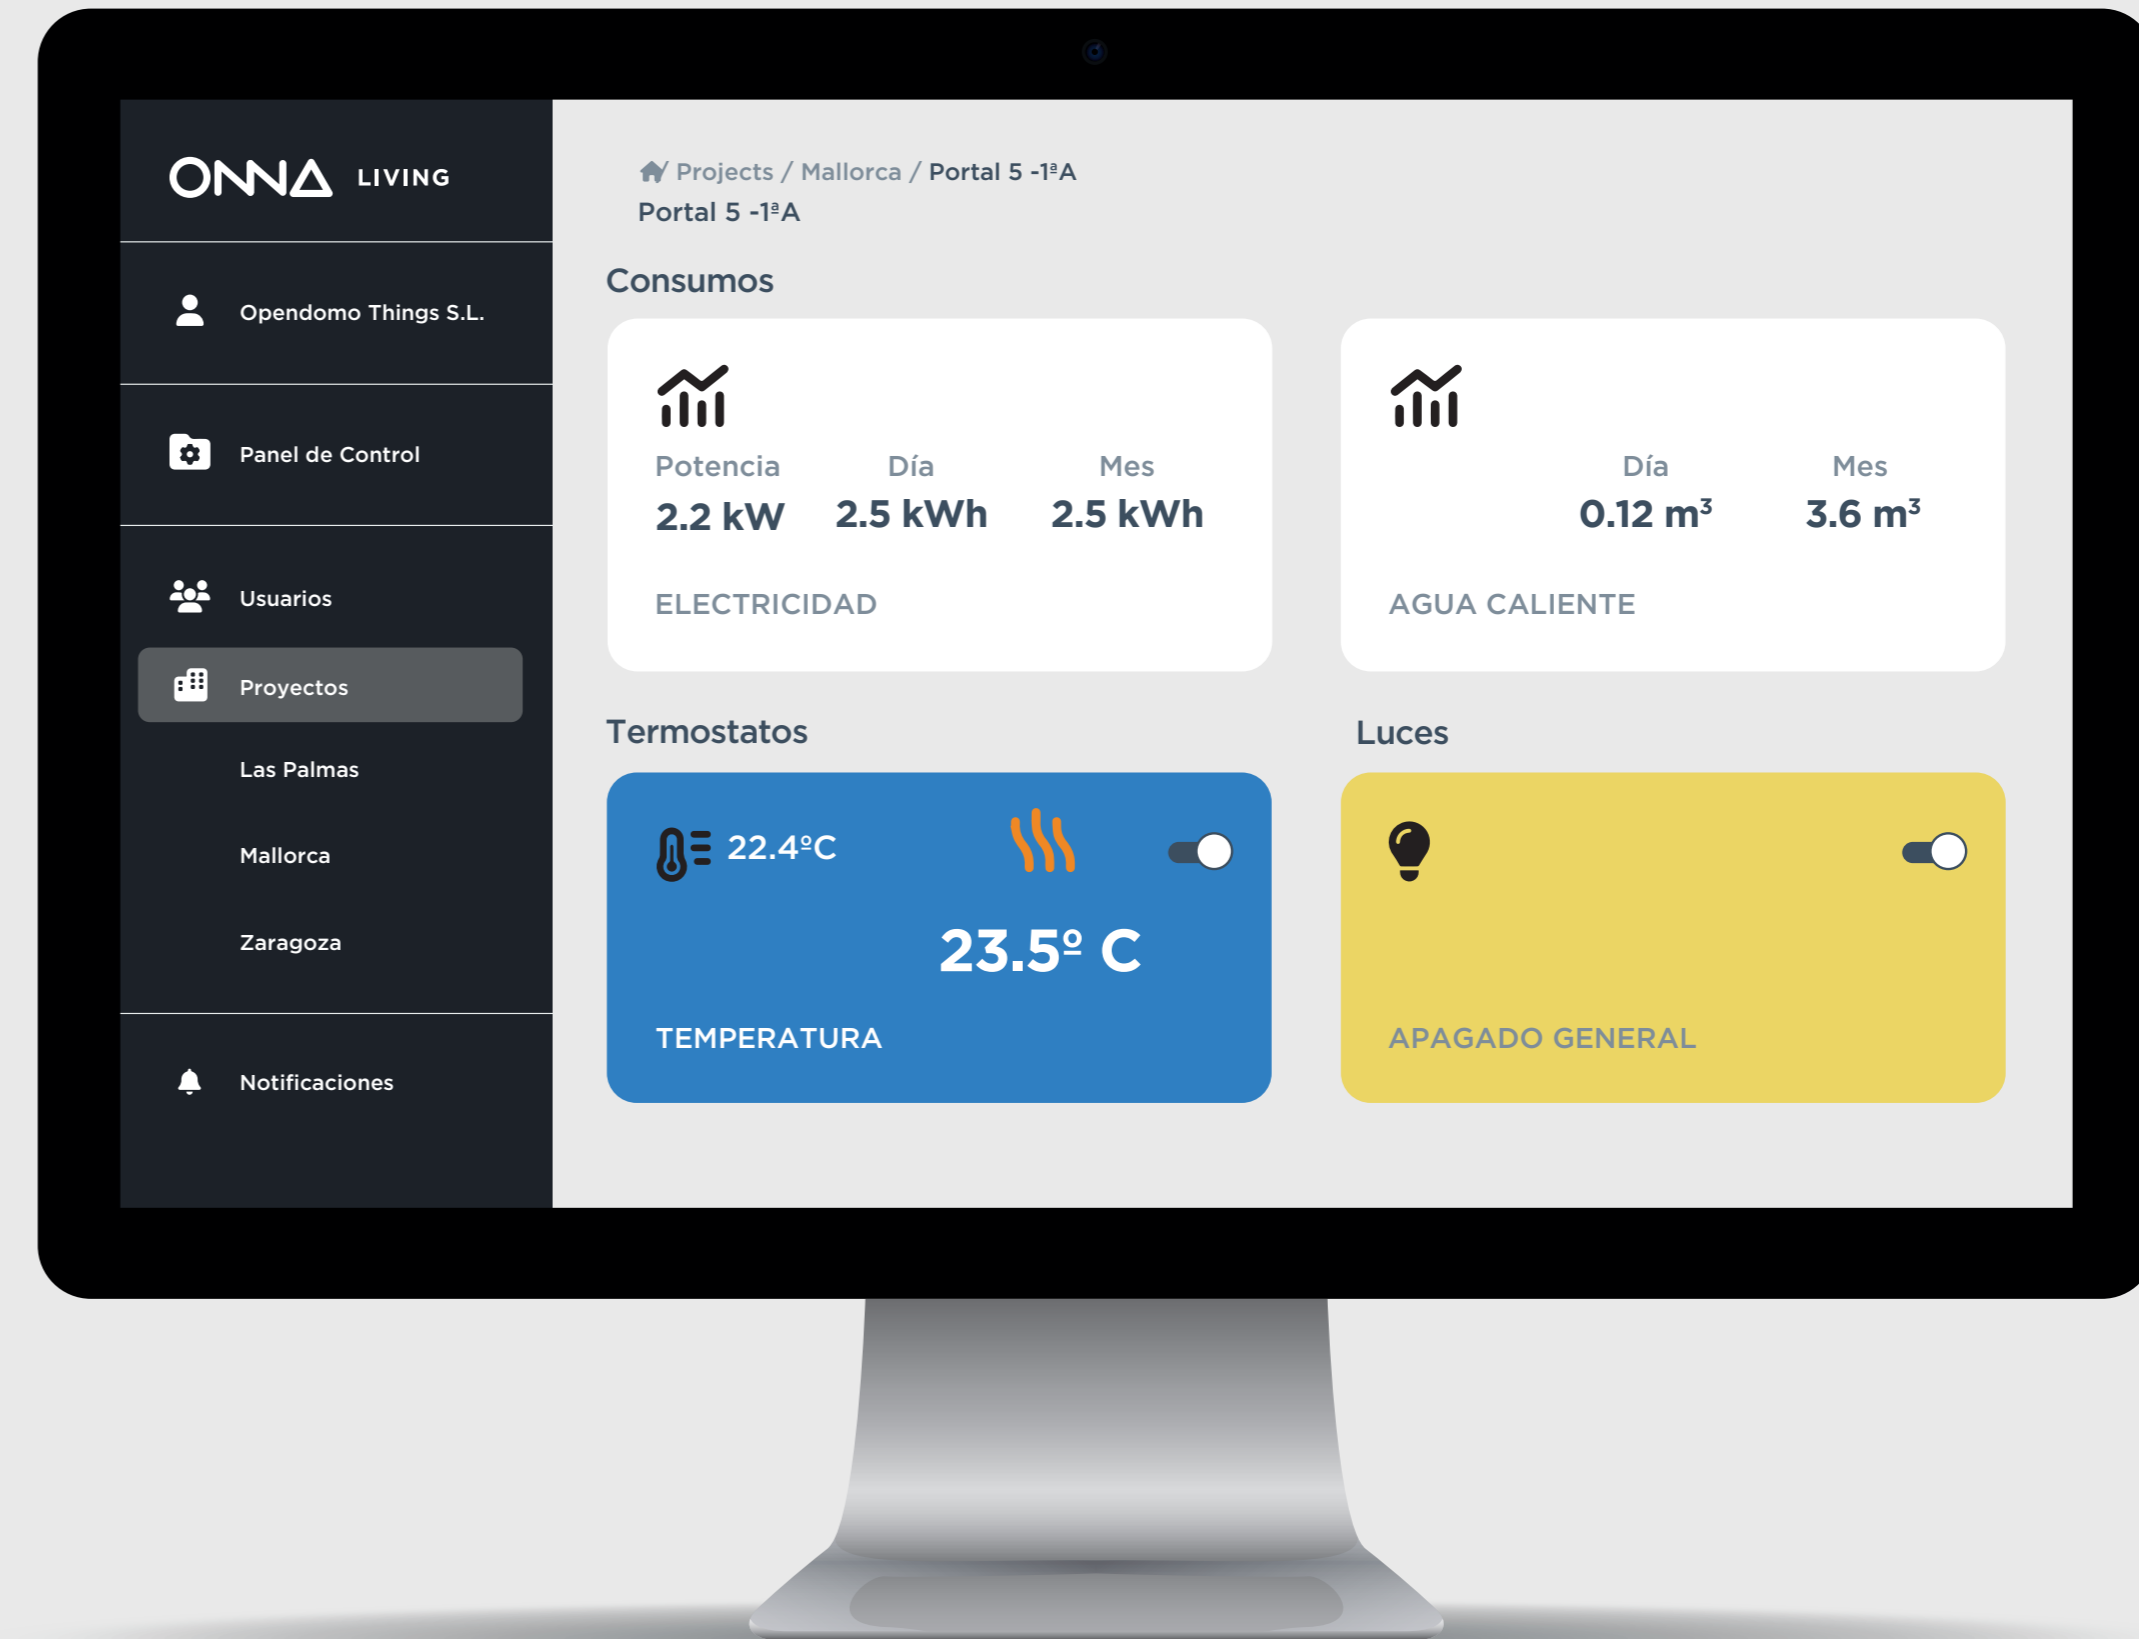 ONNA LIVING
Opendomo Things S.L.
Panel de Control
Usuarios
Proyectos
Las Palmas
Mallorca
Zaragoza
Notificaciones
/ Projects / Mallorca / Portal 5 -1ªA
Portal 5 -1ªA
Consumos
Potencia Día Mes
2.2 kW 2.5 kWh 2.5 kWh
ELECTRICIDAD
Día Mes
0.12 m³ 3.6 m³
AGUA CALIENTE
Termostatos
22.4ºC
23.5º C
TEMPERATURA
Luces
APAGADO GENERAL